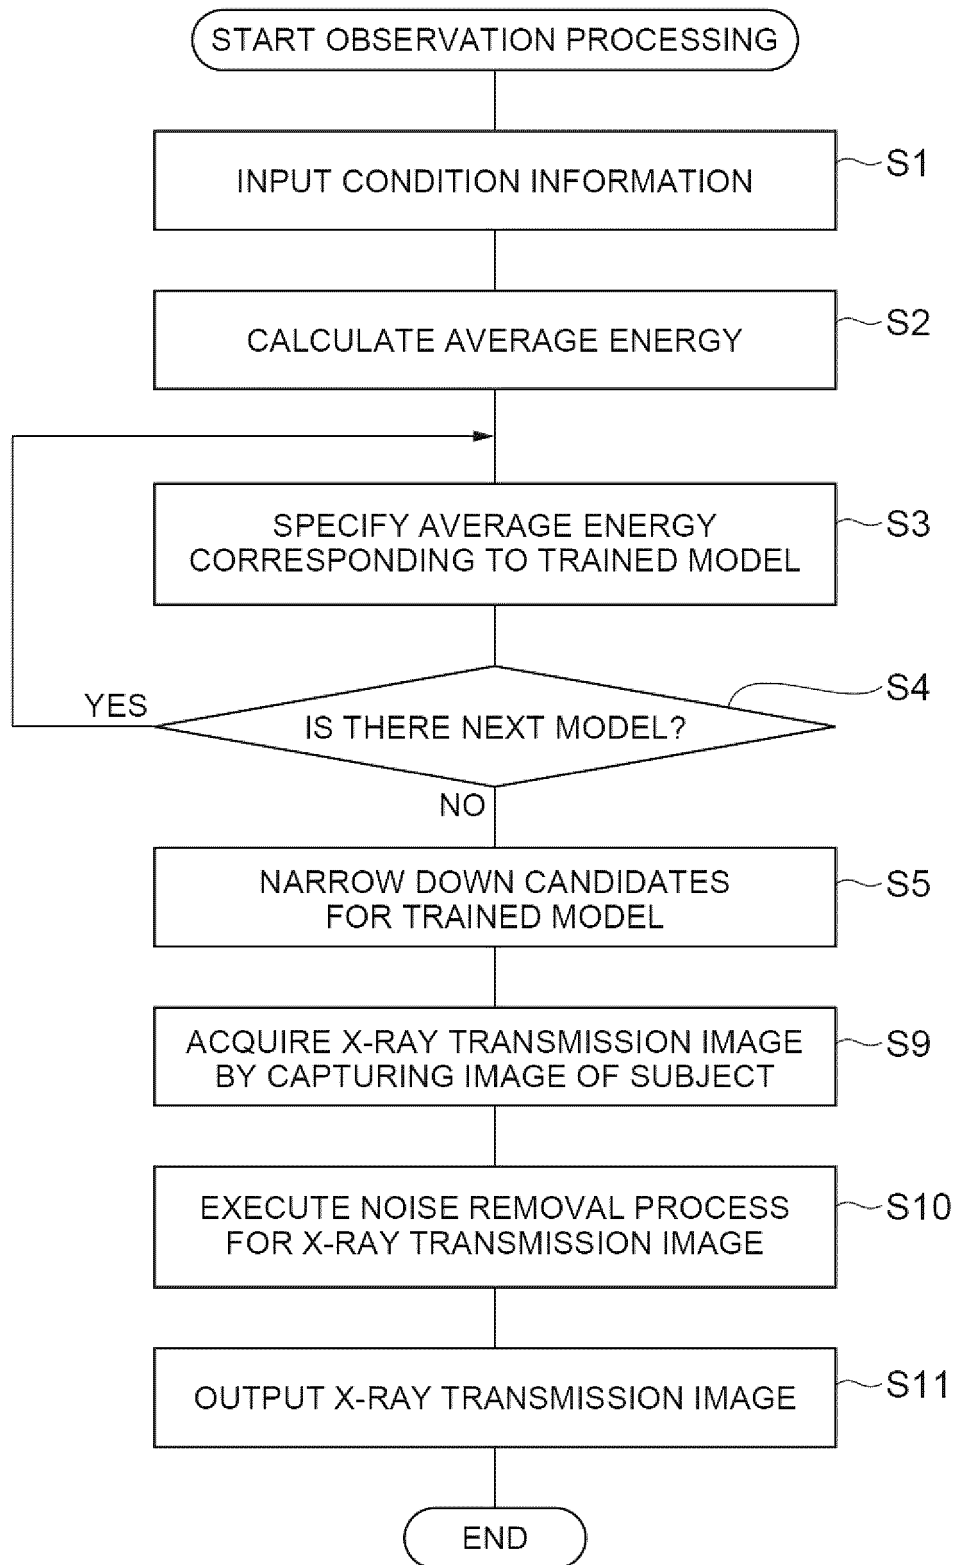 START OBSERVATION PROCESSING
INPUT CONDITION INFORMATION
S1
CALCULATE AVERAGE ENERGY
S2
SPECIFY AVERAGE ENERGY
CORRESPONDING TO TRAINED MODEL
S3
YES
IS THERE NEXT MODEL?
S4
NO
NARROW DOWN CANDIDATES
FOR TRAINED MODEL
S5
ACQUIRE X-RAY TRANSMISSION IMAGE
BY CAPTURING IMAGE OF SUBJECT
S9
EXECUTE NOISE REMOVAL PROCESS
FOR X-RAY TRANSMISSION IMAGE
S10
OUTPUT X-RAY TRANSMISSION IMAGE
S11
END